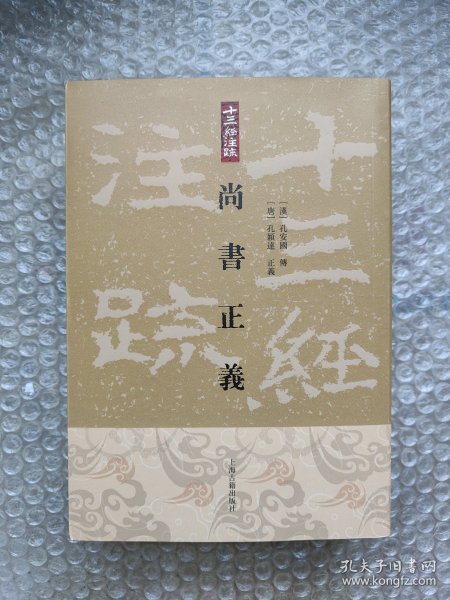 十三經
注疏
十三经注疏
尚書正義
［漢］孔安國 傳
［唐］孔穎達 正義
上海古籍出版社
孔夫子旧书网
www.kongfz.com